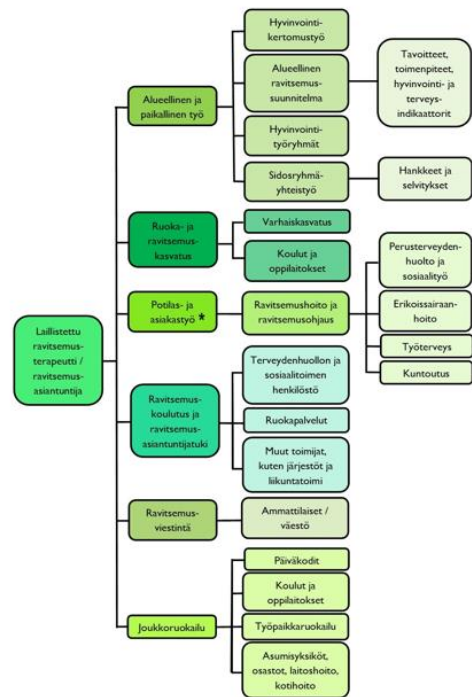 Laillistettu
ravitsemus-
terapeutti /
ravitsemus-
asiantuntija
Alueellinen ja
paikallinen työ
Hyvinvointi-
kertomustyö
Alueellinen
ravitsemus-
suunnitelma
Tavoitteet,
toimenpiteet,
hyvinvointi- ja
terveys-
indikaattorit
Hyvinvointi-
työryhmät
Sidosryhmä-
yhteistyö
Hankkeet ja
selvitykset
Ruoka- ja
ravitsemus-
kasvatus
Varhaiskasvatus
Koulut ja
oppilaitokset
Potilas- ja
asiakastyö *
Ravitsemushoito ja
ravitsemusohjaus
Perusterveyden-
huolto ja
sosiaalityö
Erikoissairaan-
hoito
Työterveys
Kuntoutus
Ravitsemus-
koulutus ja
ravitsemus-
asiantuntijatuki
Terveydenhuollon ja
sosiaalitoimen
henkilöstö
Ruokapalvelut
Muut toimijat,
kuten järjestöt ja
liikuntatoimi
Ravitsemus-
viestintä
Ammattilaiset /
väestö
Joukkoruokailu
Päiväkodit
Koulut ja
oppilaitokset
Työpaikkaruokailu
Asumisyksiköt,
osastot, laitoshoito,
kotihoito